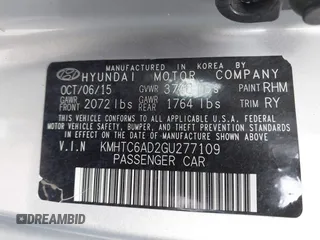 MANUFACTURED IN KOREA BY
HYUNDAI MOTOR COMPANY
OCT/06/15 GVWR lbs PAINT RHM
GAWR FRONT 2072 lbs GAWR REAR 1764 lbs TRIM RY
THIS VEHICLE CONFORMS TO ALL APPLICABLE
U.S. FEDERAL MOTOR VEHICLE SAFETY, BUMPER,
AND THEFT PREVENTION STANDARDS IN EFFECT ON
THE DATE OF MANUFACTURE SHOWN ABOVE.
V.I.N KMHTC6AD2GU277109
PASSENGER CAR
DREAMBID